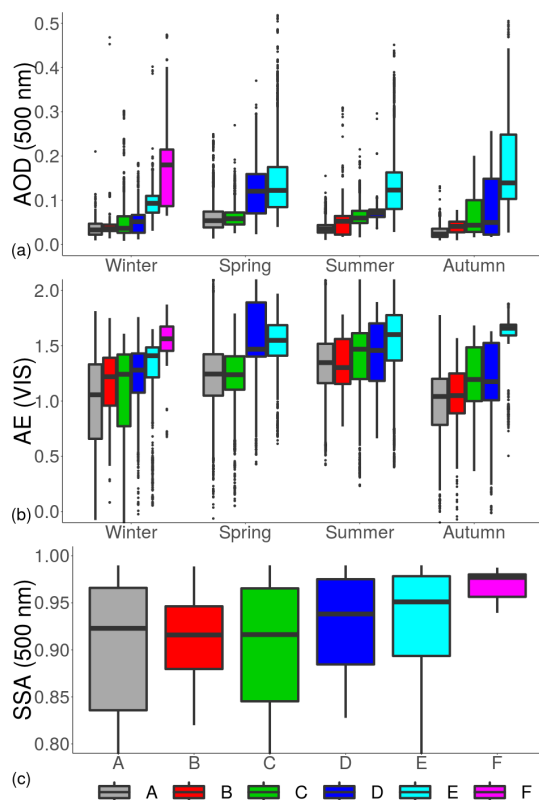 0.5
0.4
0.3
0.2
0.1
0.0
AOD (500 nm)
(a)
Winter Spring Summer Autumn
2.0
1.5
1.0
0.5
0.0
AE (VIS)
(b)
Winter Spring Summer Autumn
1.00
0.95
0.90
0.85
0.80
SSA (500 nm)
A B C D E F
(c)
A B C D E F